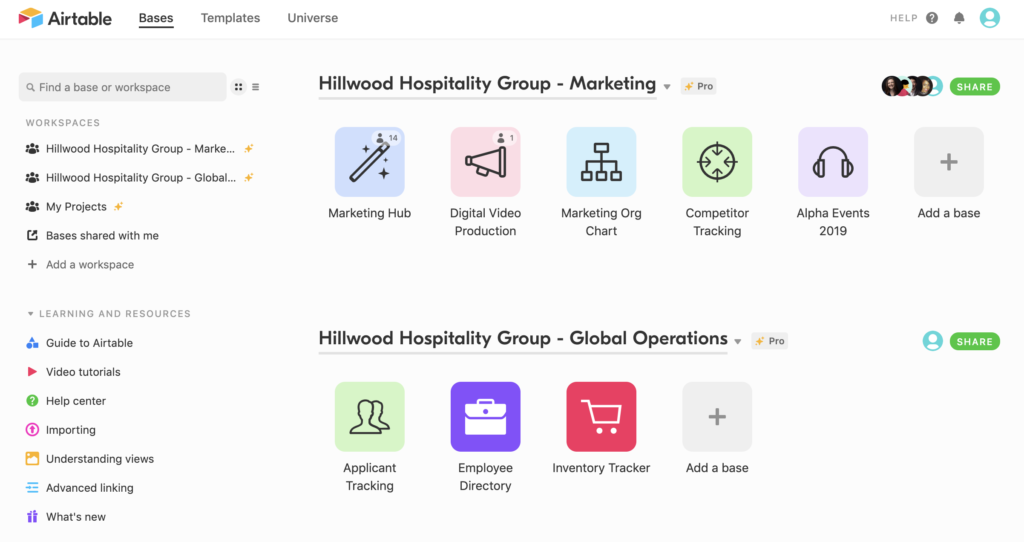 Airtable
Bases
Templates
Universe
HELP
Find a base or workspace
WORKSPACES
Hillwood Hospitality Group - Marke...
Hillwood Hospitality Group - Global...
My Projects
Bases shared with me
Add a workspace
LEARNING AND RESOURCES
Guide to Airtable
Video tutorials
Help center
Importing
Understanding views
Advanced linking
What's new
Hillwood Hospitality Group - Marketing
Pro
SHARE
14
Marketing Hub
1
Digital Video
Production
Marketing Org
Chart
Competitor
Tracking
Alpha Events
2019
Add a base
Hillwood Hospitality Group - Global Operations
Pro
SHARE
Applicant
Tracking
Employee
Directory
Inventory Tracker
Add a base